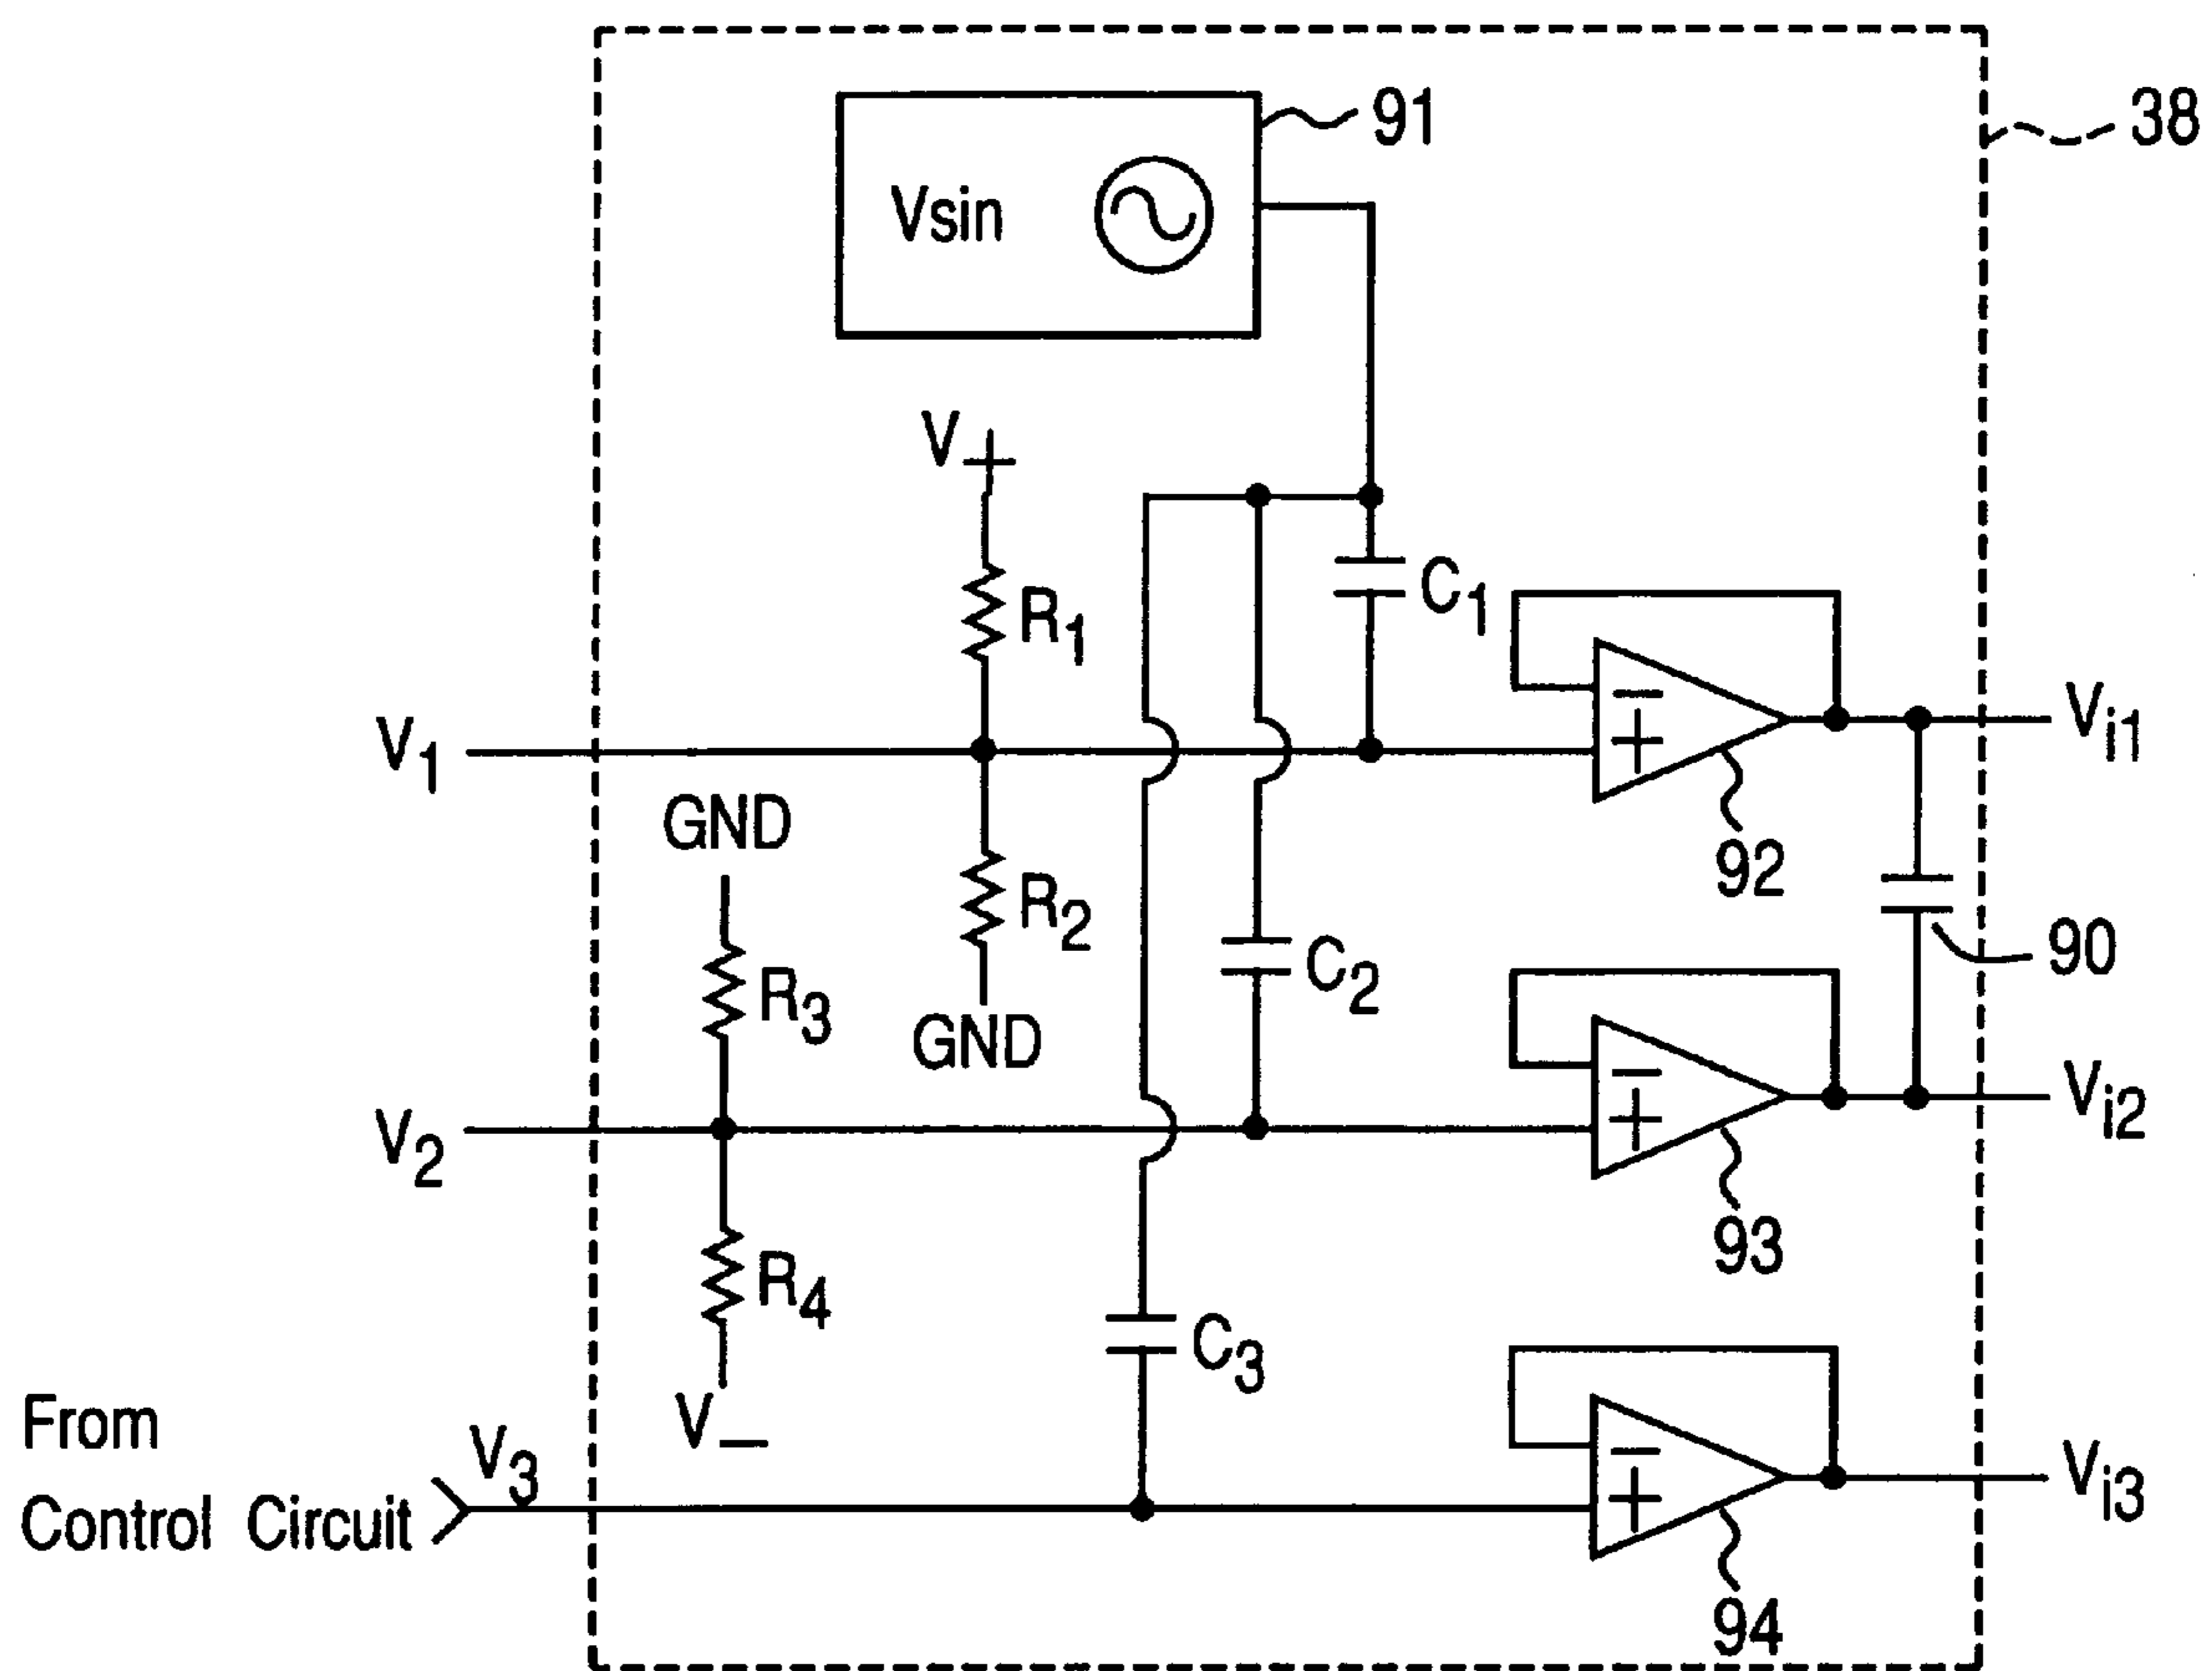 91
38
Vsin
V+
R1
C1
V1
Vi1
GND
92
R2
90
R3
C2
GND
V2
Vi2
R4
93
C3
V–
From
Control Circuit
V3
Vi3
94